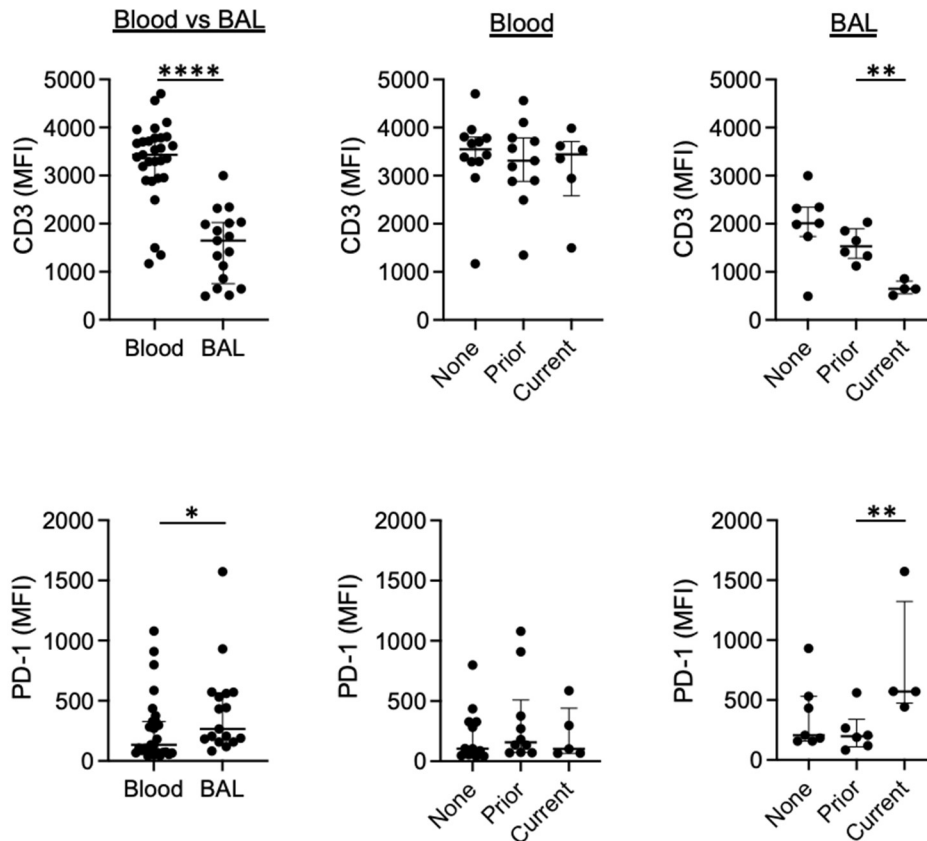 Blood vs BAL
Blood
BAL
****
**
5000
4000
3000
2000
1000
0
CD3 (MFI)
Blood
BAL
5000
4000
3000
2000
1000
0
CD3 (MFI)
None
Prior
Current
5000
4000
3000
2000
1000
0
CD3 (MFI)
None
Prior
Current
*
**
2000
1500
1000
500
0
PD-1 (MFI)
Blood
BAL
2000
1500
1000
500
0
PD-1 (MFI)
None
Prior
Current
2000
1500
1000
500
0
PD-1 (MFI)
None
Prior
Current